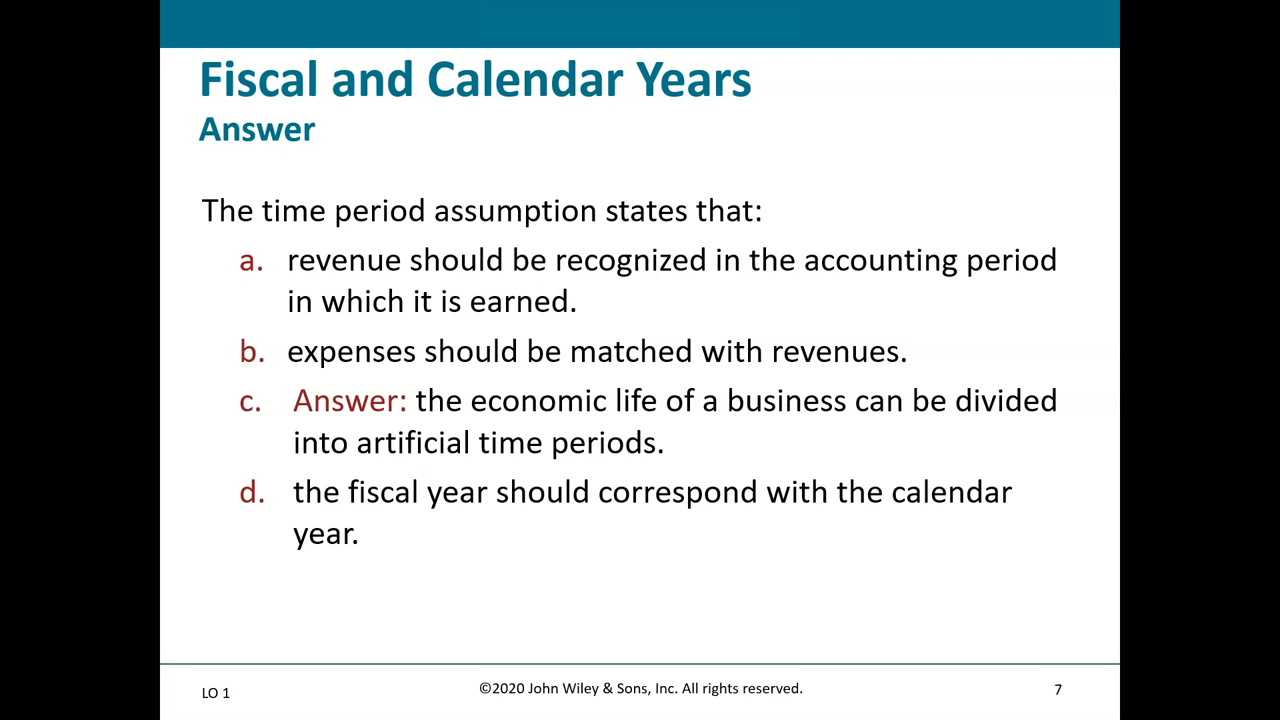 Fiscal and Calendar Years
Answer
The time period assumption states that:
a. revenue should be recognized in the accounting period
in which it is earned.
b. expenses should be matched with revenues.
c. Answer: the economic life of a business can be divided
into artificial time periods.
d. the fiscal year should correspond with the calendar
year.
LO 1
©2020 John Wiley & Sons, Inc. All rights reserved.
7